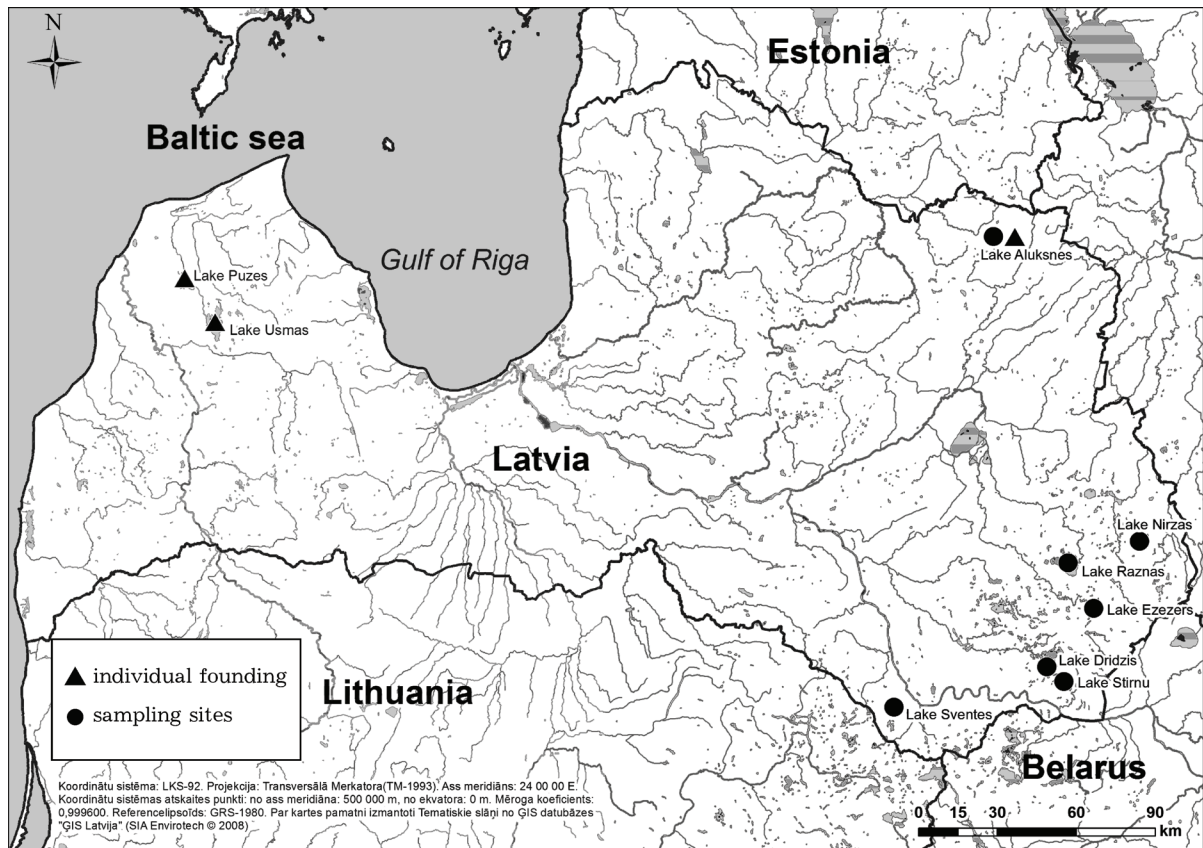 N
Estonia
Baltic sea
Gulf of Riga
Lake Aluksnes
Lake Puzes
Lake Usmas
Latvia
Lake Nirzas
Lake Raznas
Lake Ezezers
Lake Dridzis
Lake Stirnu
Lake Sventes
individual founding
sampling sites
Lithuania
Belarus
Koordinātu sistēma: LKS-92. Projekcija: Transversālā Merkatora(TM-1993). Ass meridiāns: 24 00 00 E.
Koordinātu sistēmas atskaites punkti: no ass meridiāna: 500 000 m, no ekvatora: 0 m. Mēroga koeficients:
0,999600. Referencelipsoīds: GRS-1980. Par kartes pamatni izmantoti Tematiskie slāņi no ĢIS datubāzes
"ĢIS Latvija" (SIA Envirotech © 2008)
0 15 30 60 90
km